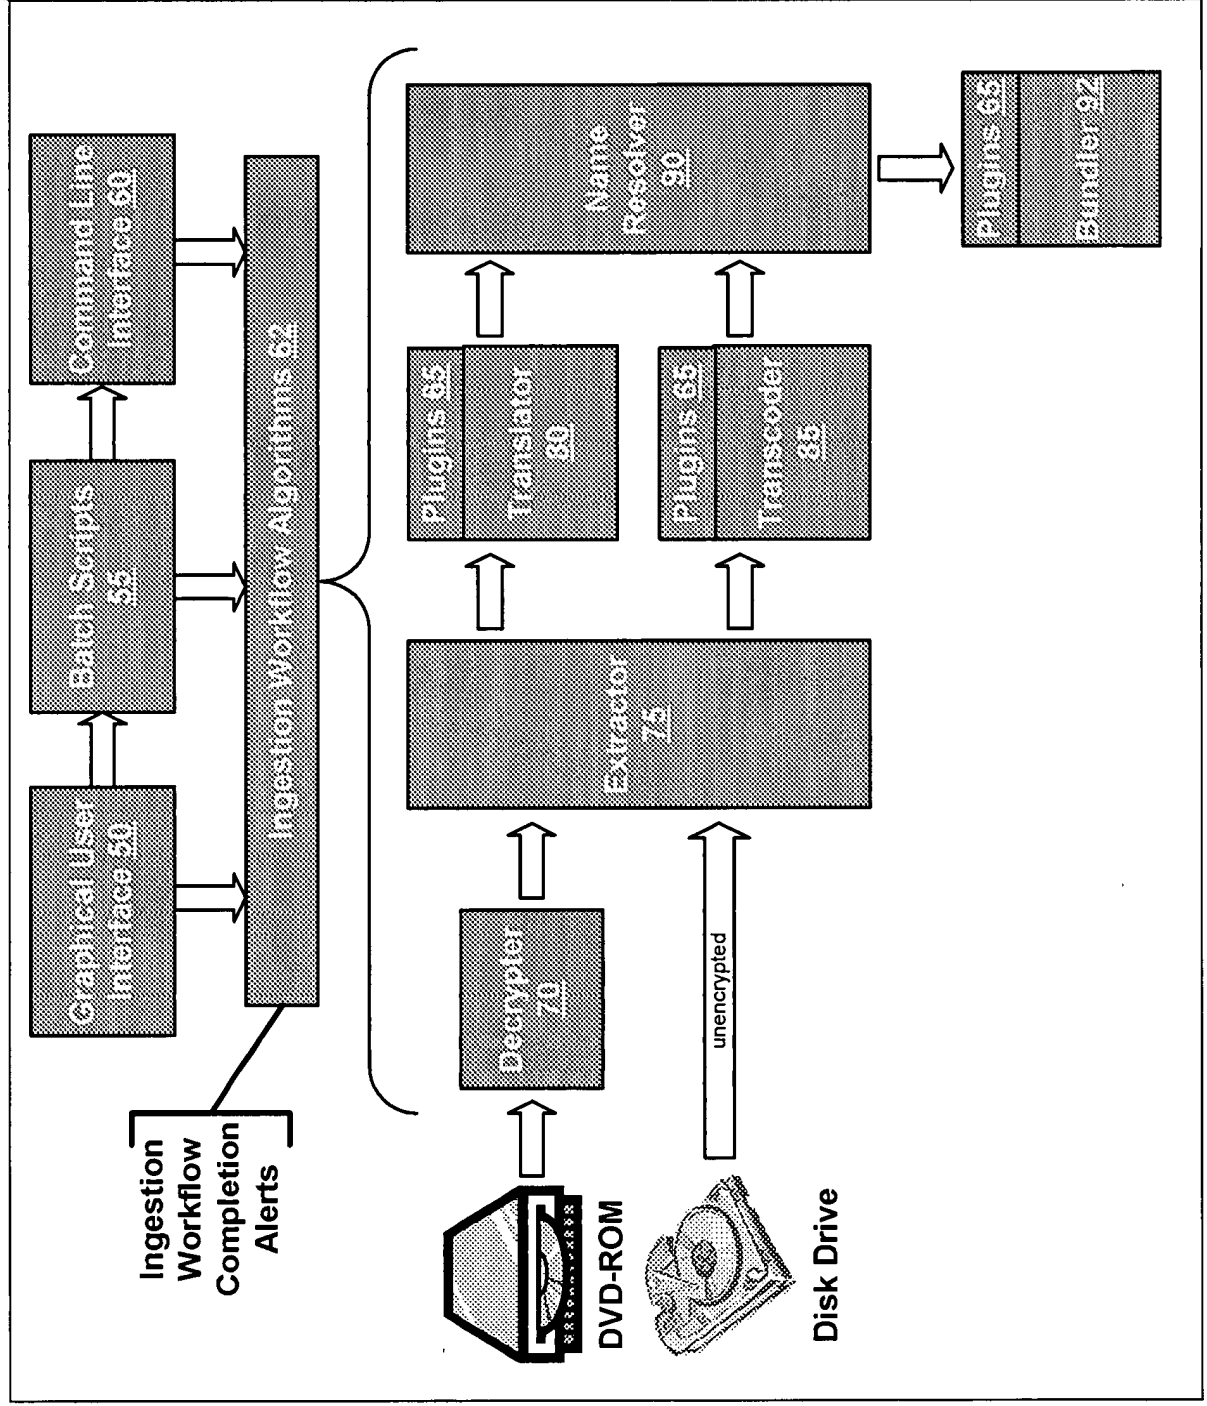 Graphical User
Interface 50
Batch Scrips
55
Command Line
Interface 60
Ingestion
Workflow
Completion
Alerts
Ingestion Workflow Algorithms 62
DVD-ROM
Disk Drive
Decrypter
70
unencrypted
Extractor
75
Plugins 65
Translator
80
Plugins 65
Transcoder
85
Name
Resolver
90
Plugins 65
Bundler 92